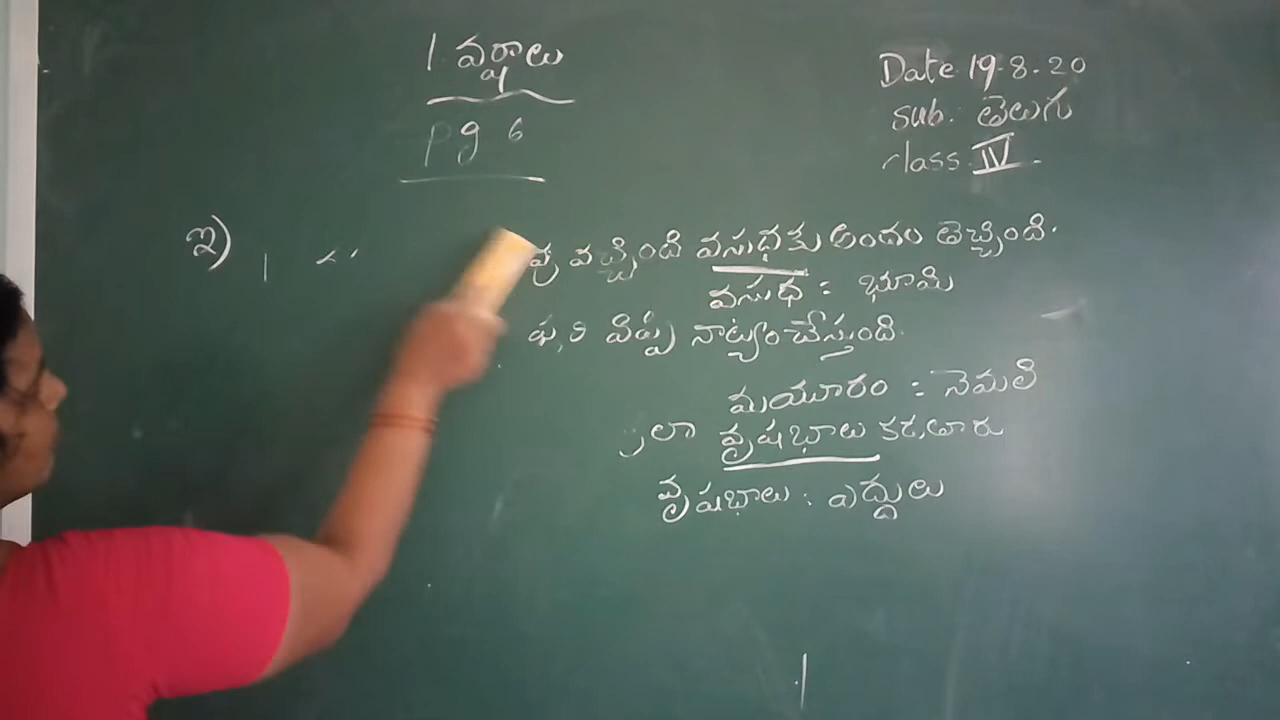 1. వర్షాలు
pg 6
Date 19.8.20
sub. తెలుగు
class IV
ఇ) 1
వచ్చింది వసుధకు అందం తెచ్చింది.
వసుధ = భూమి
పురి విప్పి నాట్యంచేస్తుంది.
మయూరం = నెమలి
లా వృషభాలు కడతారు
వృషభాలు : ఎద్దులు